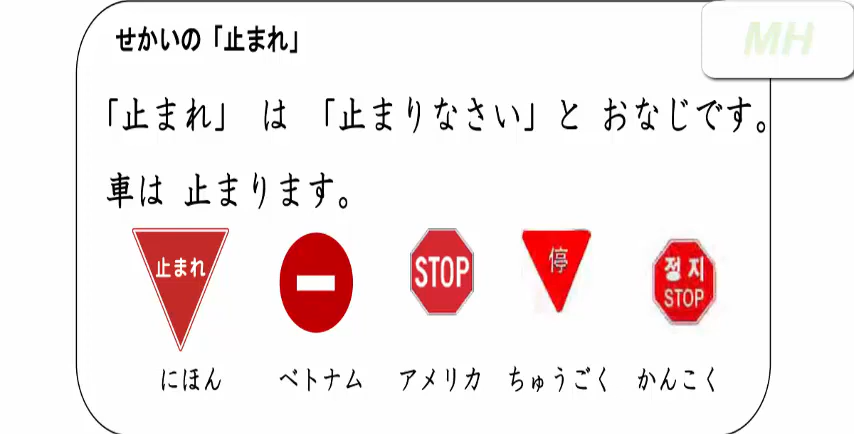 せかいの「止まれ」
MH
「止まれ」 は 「止まりなさい」と おなじです。
車は 止まります。
止まれ
STOP
停
정지
STOP
にほん ベトナム アメリカ ちゅうごく かんこく